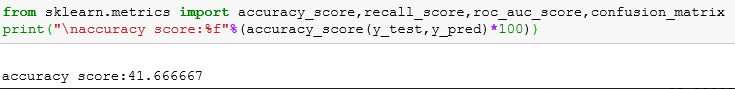 from sklearn.metrics import accuracy_score,recall_score,roc_auc_score,confusion_matrix
print("\naccuracy score:%f"%(accuracy_score(y_test,y_pred)*100))
accuracy score:41.666667